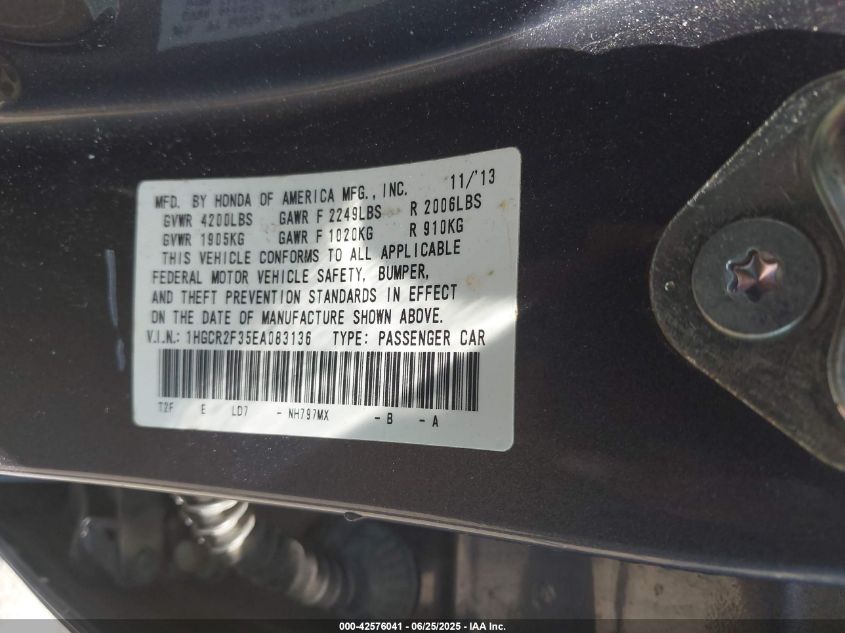 MFD. BY HONDA OF AMERICA MFG., INC. 11/'13
GVWR 4200LBS GAWR F 2249LBS R 2006LBS
GVWR 1905KG GAWR F 1020KG R 910KG
THIS VEHICLE CONFORMS TO ALL APPLICABLE
FEDERAL MOTOR VEHICLE SAFETY, BUMPER,
AND THEFT PREVENTION STANDARDS IN EFFECT
ON THE DATE OF MANUFACTURE SHOWN ABOVE.
V.I.N.: 1HGCR2F35EA083136 TYPE: PASSENGER CAR
T2F E LD7 - NH797MX - B - A
000-42576041 | 06/25/2025 | IAA Inc.